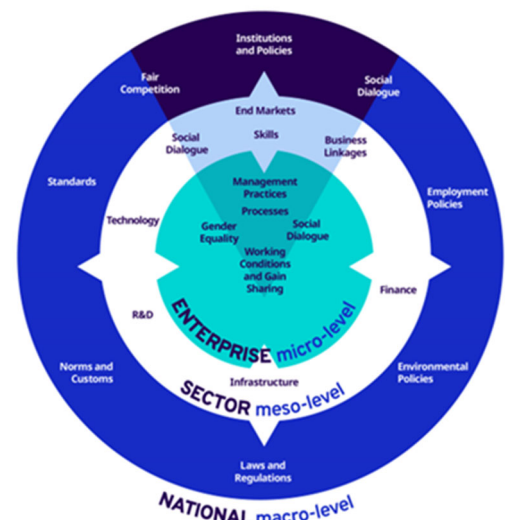 Institutions
and Policies
Fair
Competition
Social
Dialogue
End Markets
Skills
Social
Dialogue
Business
Linkages
Standards
Management
Practices
Employment
Policies
Technology
Processes
Gender
Equality
Social
Dialogue
Working
Conditions
and Gain
Sharing
Finance
R&D
ENTERPRISE micro-level
Norms and
Customs
Environmental
Policies
Infrastructure
SECTOR meso-level
Laws and
Regulations
NATIONAL macro-level